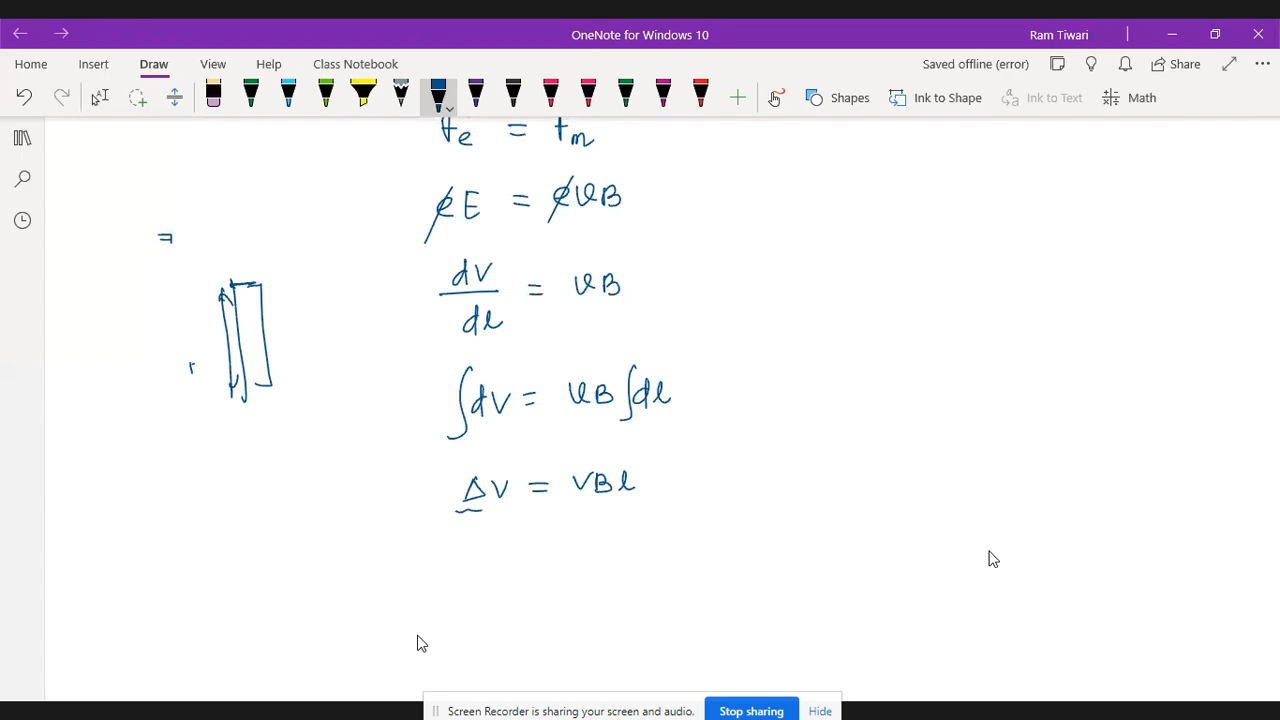 OneNote for Windows 10
Ram Tiwari
Home Insert Draw View Help Class Notebook
Saved offline (error) Share
Shapes Ink to Shape Ink to Text Math
Fe = Fm
eE = eVB
dV/dl = VB
∫dV = VB∫dl
ΔV = VBl
=
Screen Recorder is sharing your screen and audio. Stop sharing Hide